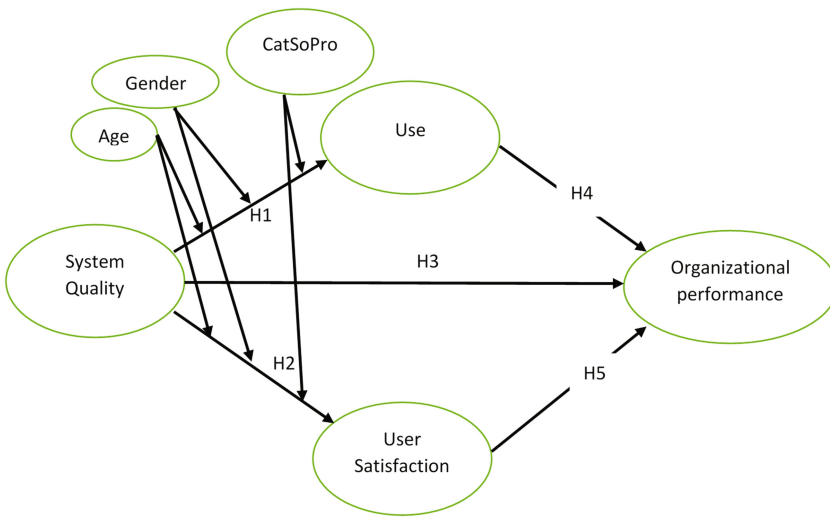 CatSoPro
Gender
Age
Use
H4
H1
System
Quality
H3
Organizational
performance
H2
H5
User
Satisfaction